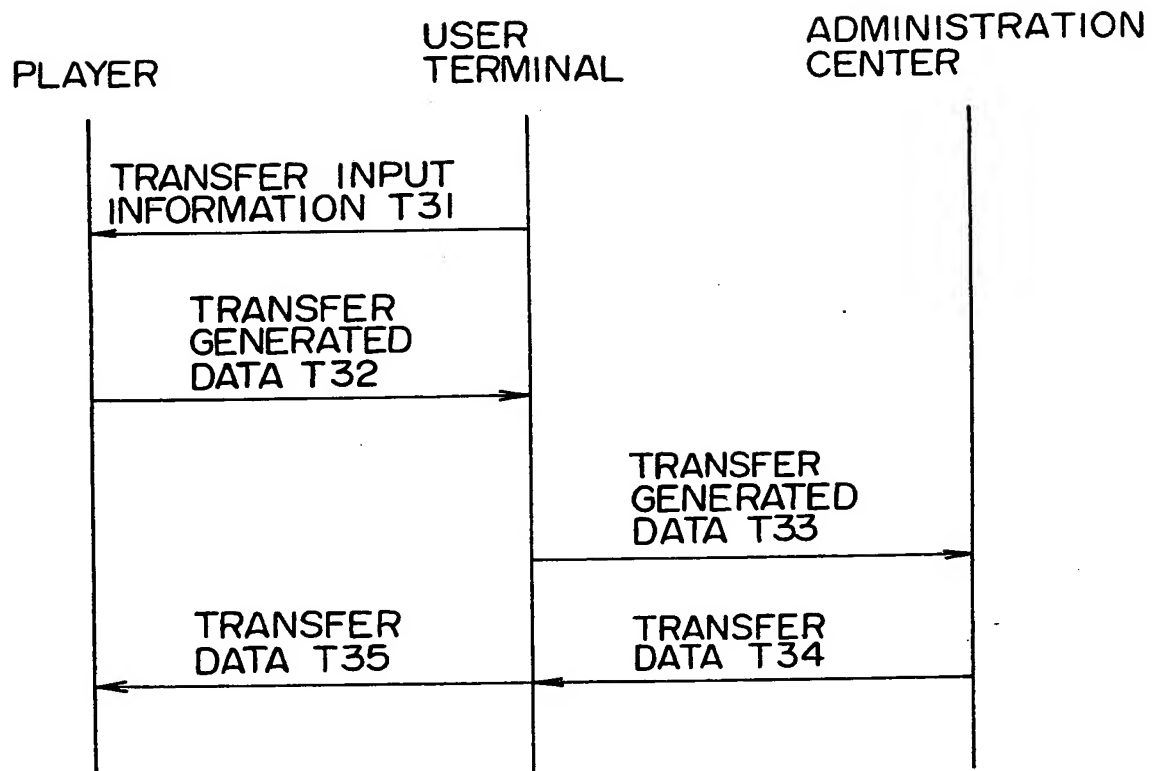 PLAYER
USER
TERMINAL
ADMINISTRATION
CENTER
TRANSFER INPUT
INFORMATION T31
TRANSFER
GENERATED
DATA T32
TRANSFER
GENERATED
DATA T33
TRANSFER
DATA T35
TRANSFER
DATA T34